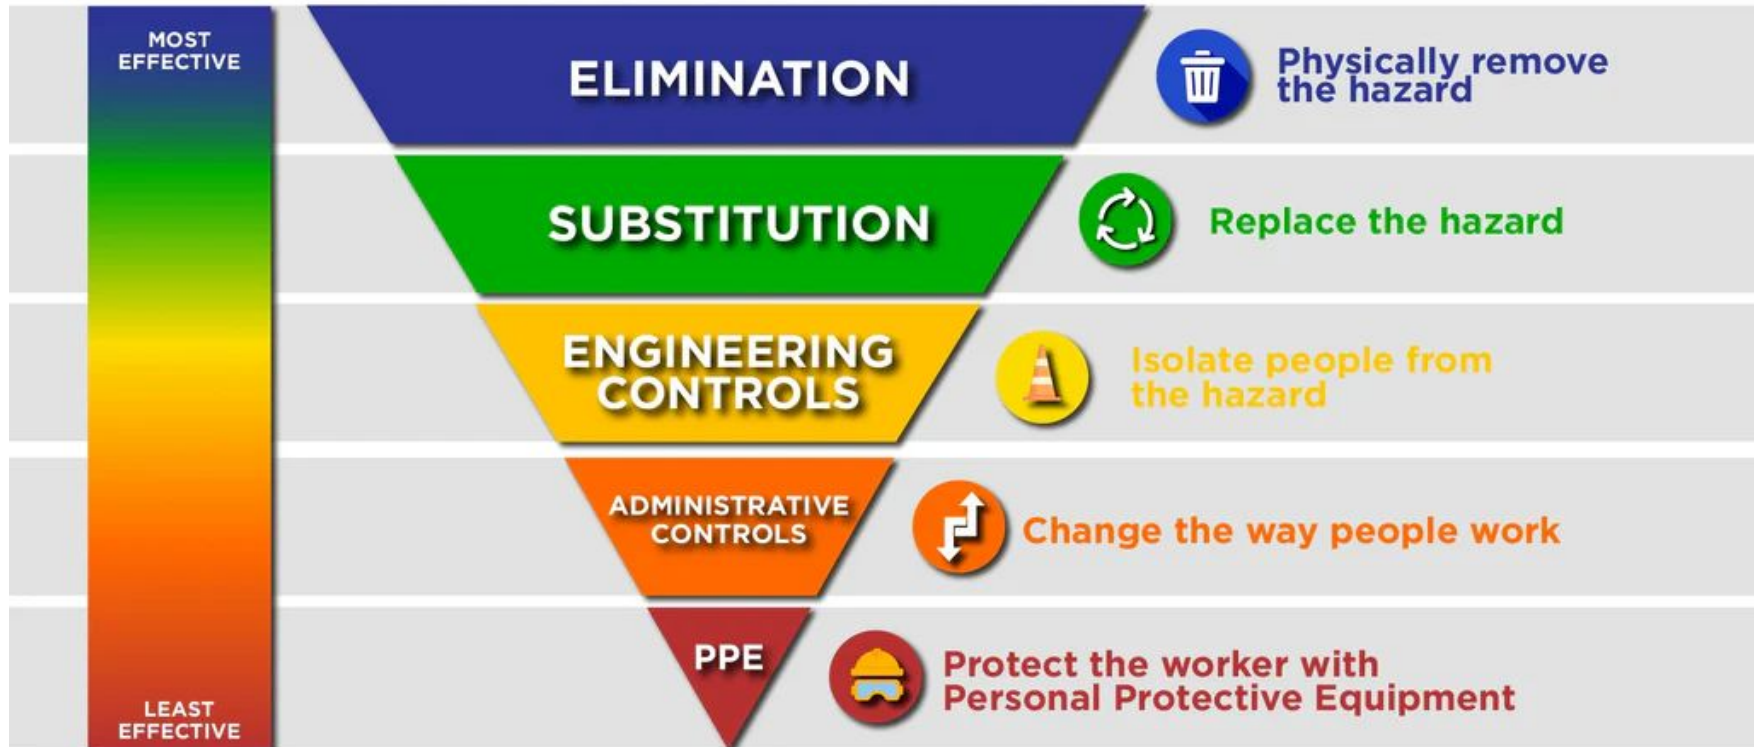 MOST
EFFECTIVE
ELIMINATION
Physically remove
the hazard
SUBSTITUTION
Replace the hazard
ENGINEERING
CONTROLS
Isolate people from
the hazard
ADMINISTRATIVE
CONTROLS
Change the way people work
PPE
Protect the worker with
Personal Protective Equipment
LEAST
EFFECTIVE